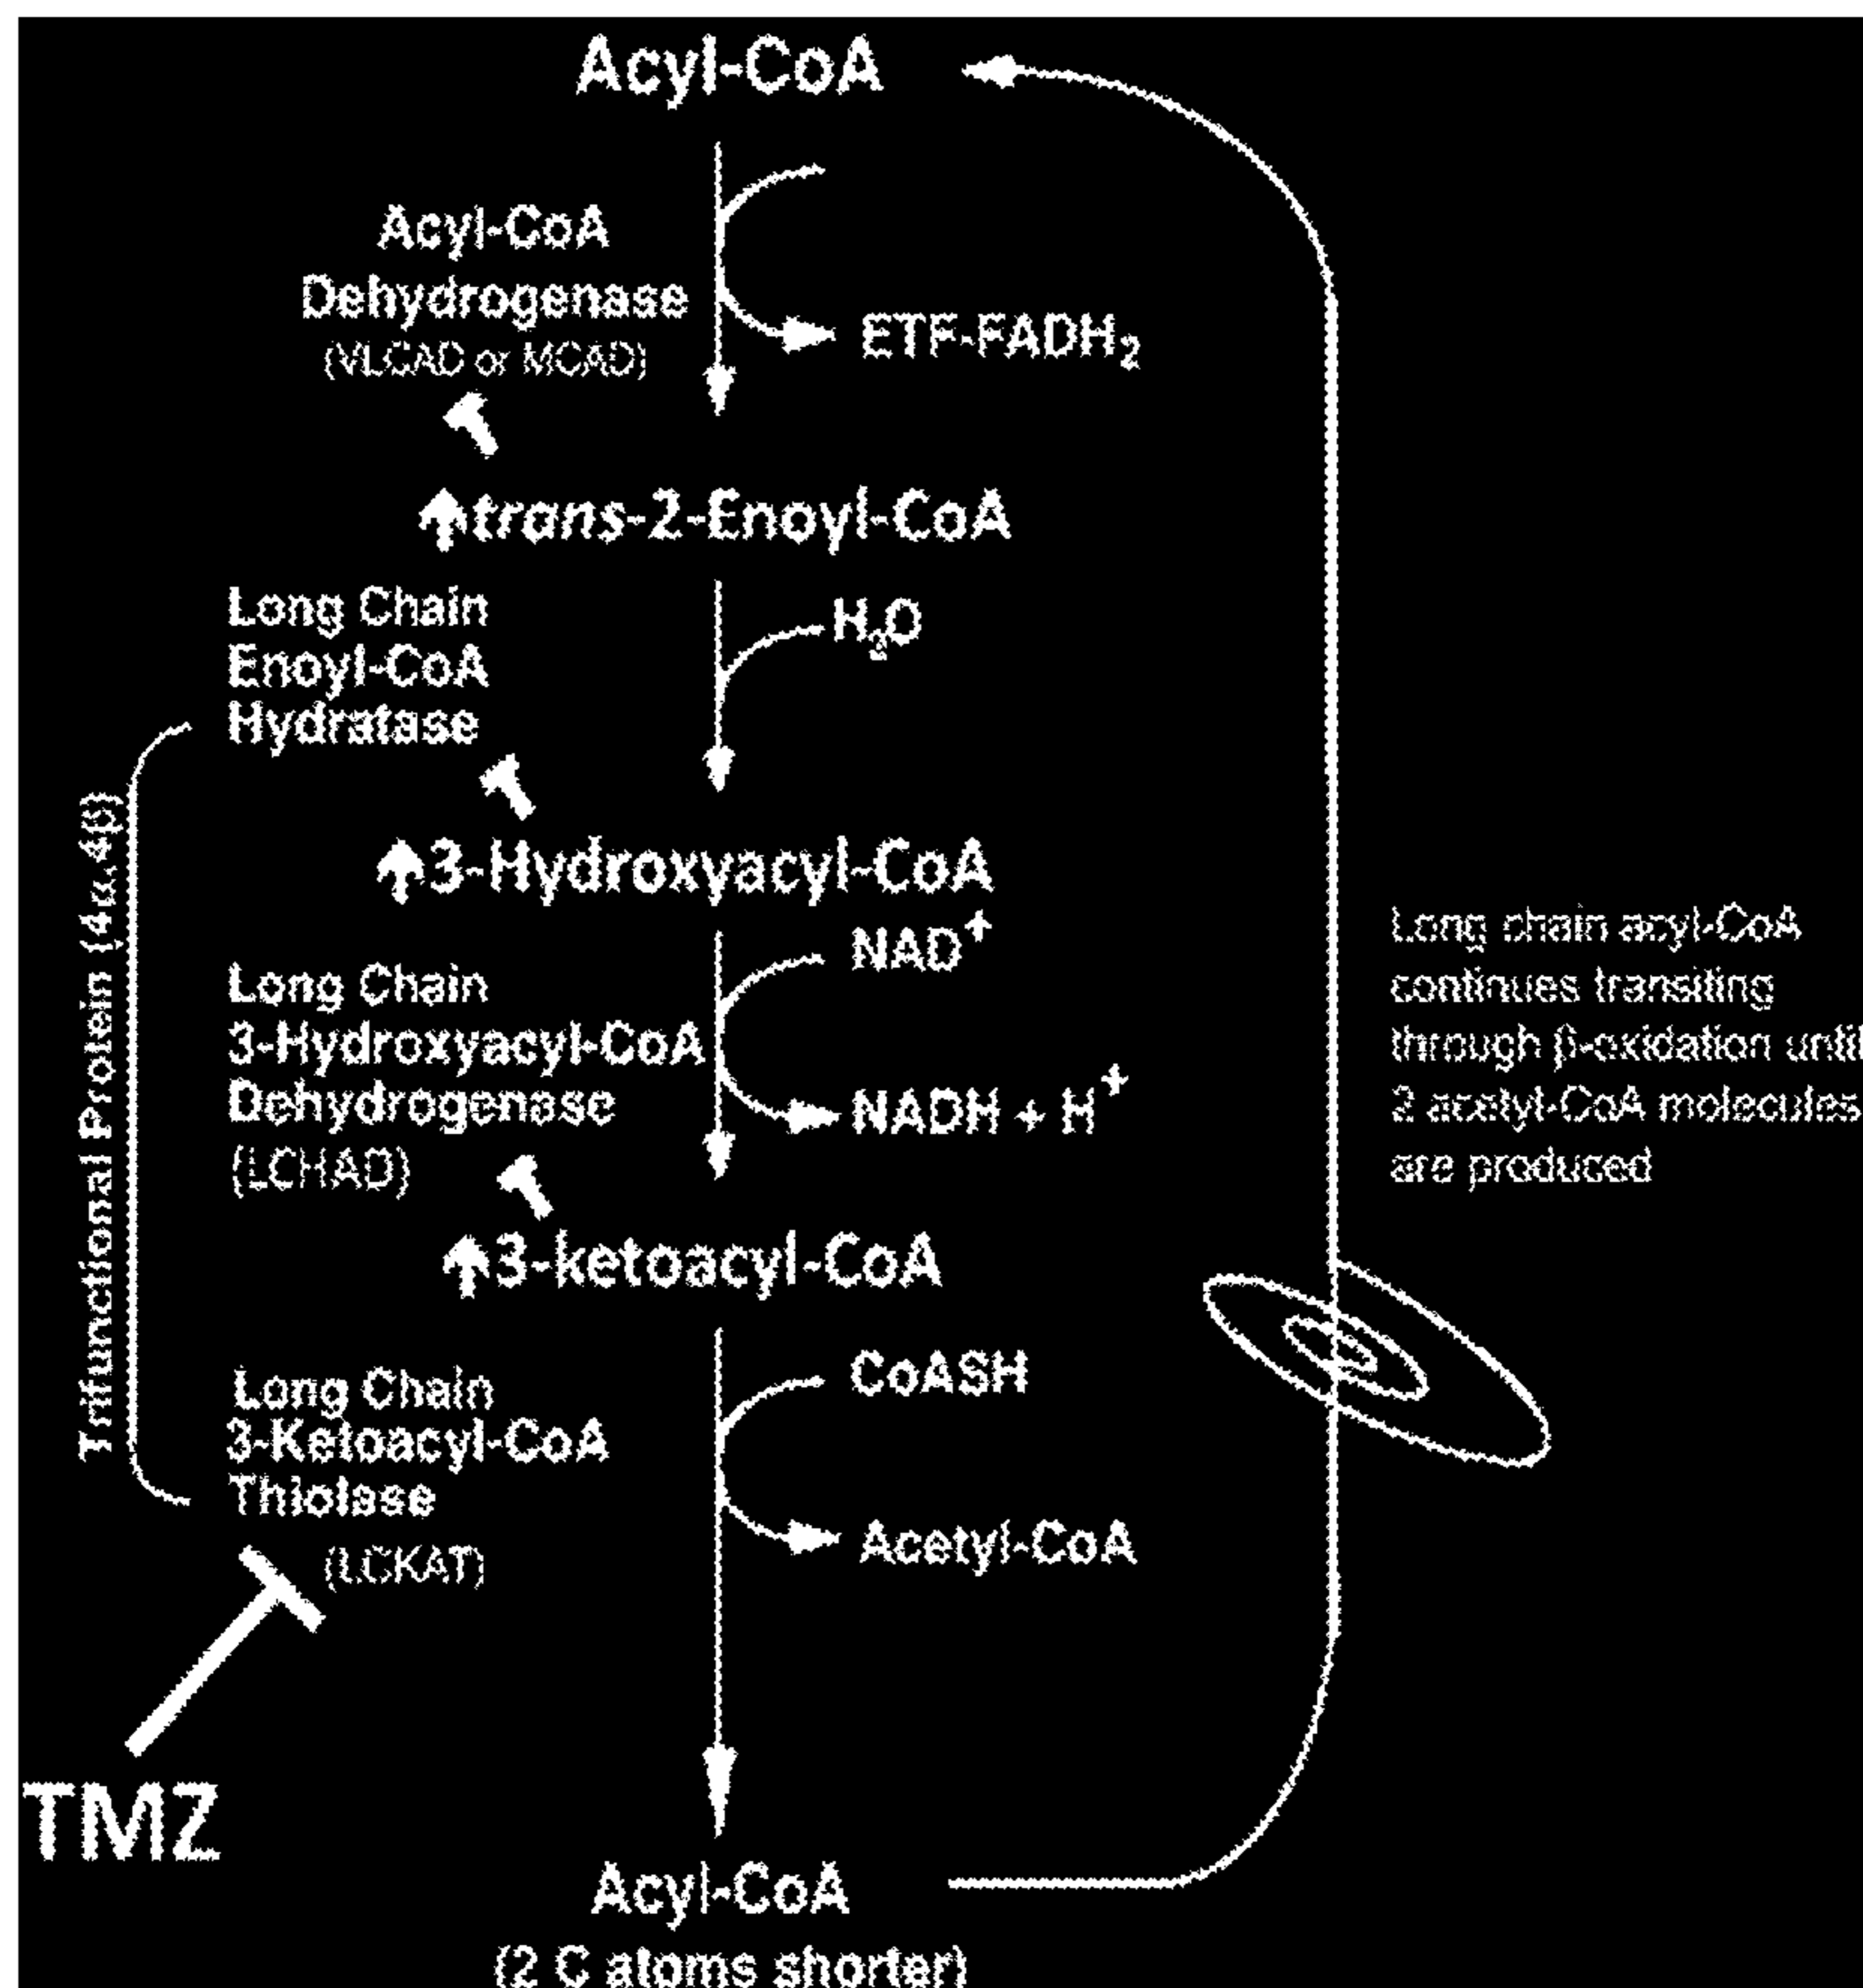 Acyl-CoA
Acyl-CoA
Dehydrogenase
(VLCAD or MCAD)
ETF-FADH₂
↑trans-2-Enoyl-CoA
Long Chain
Enoyl-CoA
Hydratase
H₂O
↑3-Hydroxyacyl-CoA
NAD⁺
Long Chain
3-Hydroxyacyl-CoA
Dehydrogenase
(LCHAD)
NADH + H⁺
Trifunctional Protein (4α,4β)
Long chain acyl-CoA
continues transiting
through β-oxidation until
2 acetyl-CoA molecules
are produced
↑3-ketoacyl-CoA
CoASH
Long Chain
3-Ketoacyl-CoA
Thiolase
(LCKAT)
Acetyl-CoA
TMZ
Acyl-CoA
(2 C atoms shorter)